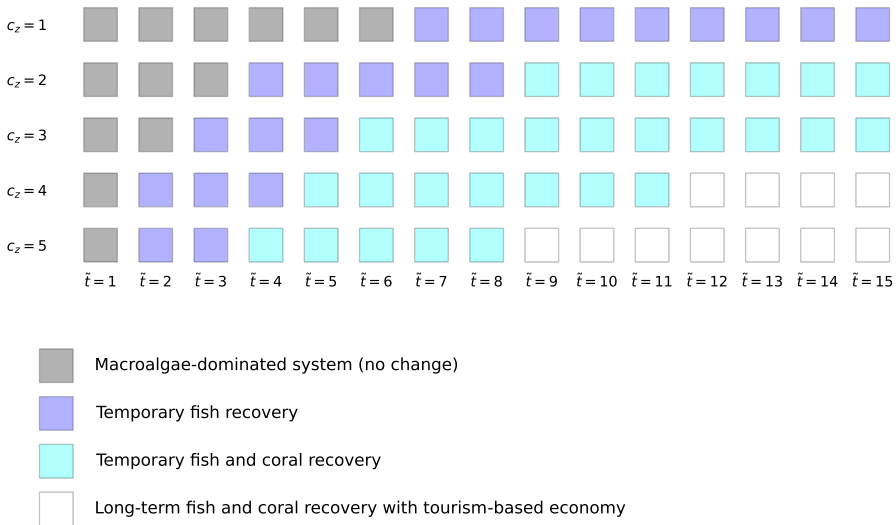 c_z = 1
c_z = 2
c_z = 3
c_z = 4
c_z = 5
t̃ = 1 t̃ = 2 t̃ = 3 t̃ = 4 t̃ = 5 t̃ = 6 t̃ = 7 t̃ = 8 t̃ = 9 t̃ = 10 t̃ = 11 t̃ = 12 t̃ = 13 t̃ = 14 t̃ = 15
Macroalgae-dominated system (no change)
Temporary fish recovery
Temporary fish and coral recovery
Long-term fish and coral recovery with tourism-based economy